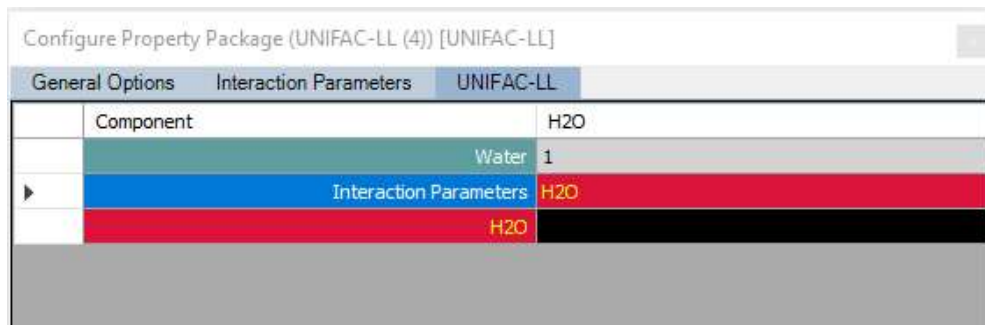 Configure Property Package (UNIFAC-LL (4)) [UNIFAC-LL]
General Options Interaction Parameters UNIFAC-LL
Component H2O
Water 1
Interaction Parameters H2O
H2O